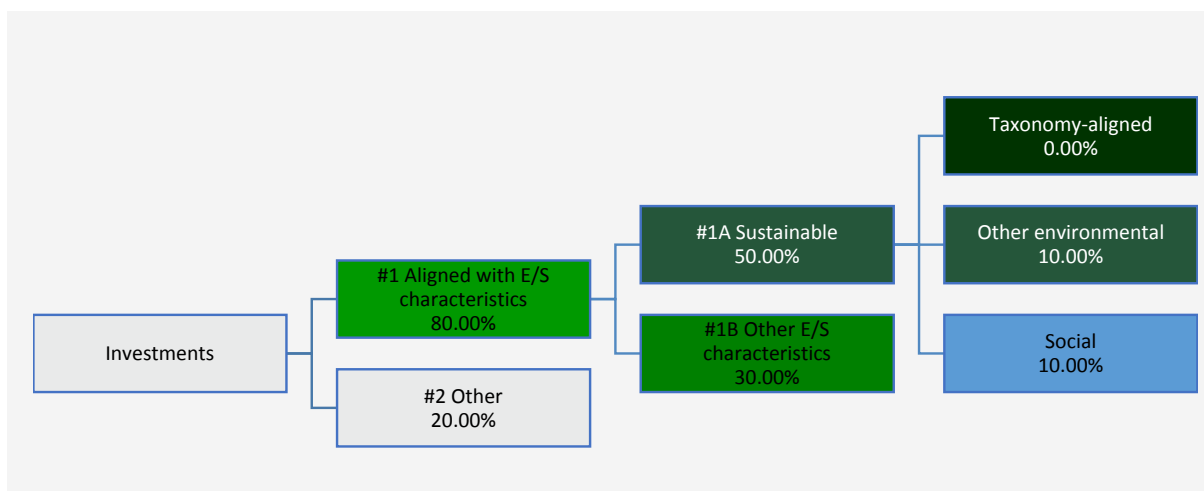 Investments
#1 Aligned with E/S
characteristics
80.00%
#2 Other
20.00%
#1A Sustainable
50.00%
#1B Other E/S
characteristics
30.00%
Taxonomy-aligned
0.00%
Other environmental
10.00%
Social
10.00%